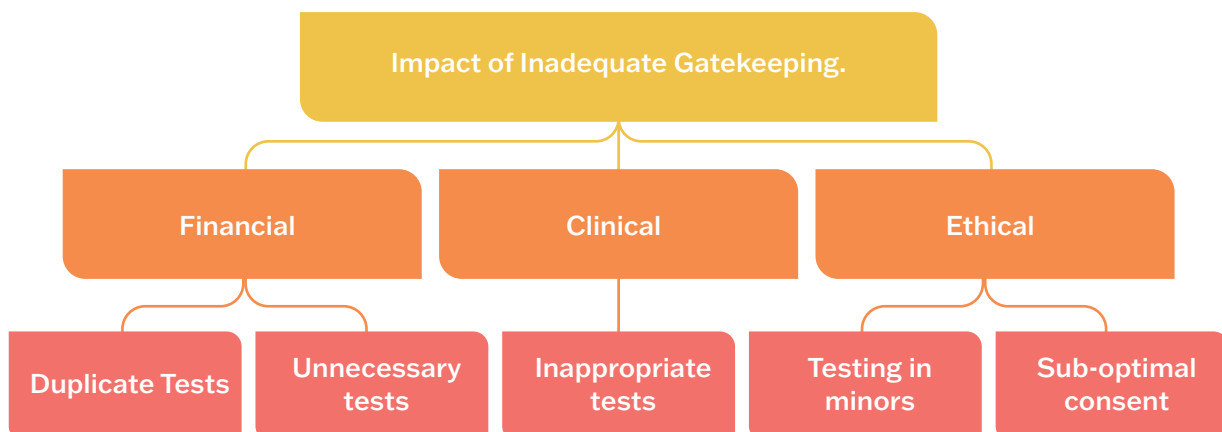 Impact of Inadequate Gatekeeping.
Financial
Clinical
Ethical
Duplicate Tests
Unnecessary
tests
Inappropriate
tests
Testing in
minors
Sub-optimal
consent